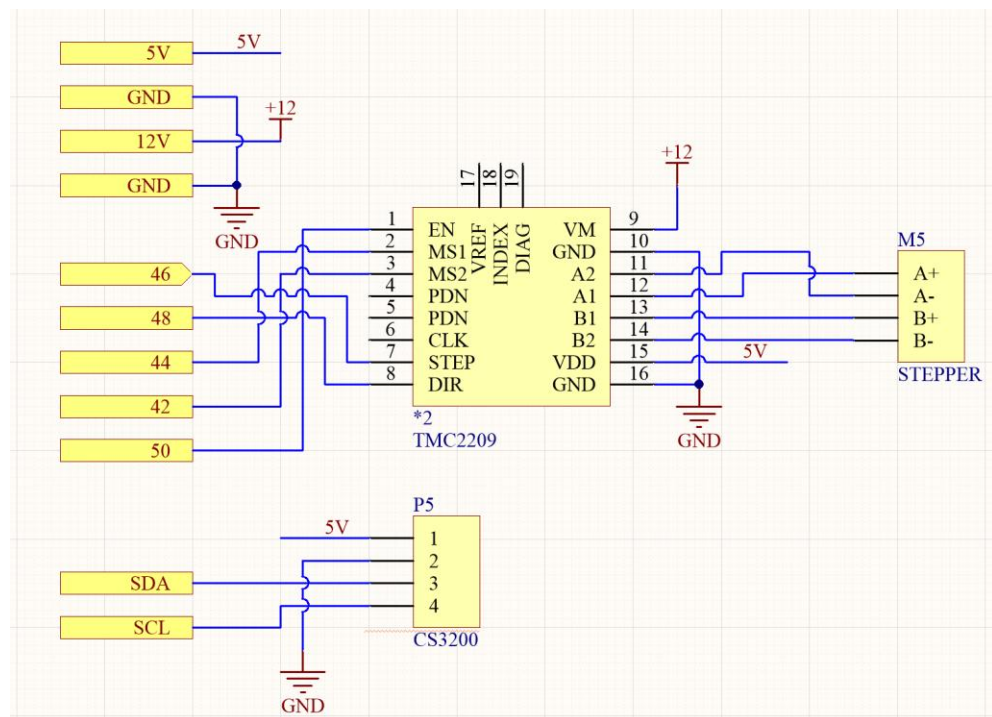 5V
5V
GND
+12
12V
GND
GND
46
48
44
42
50
17
18
19
+12
1
EN
2
MS1
3
MS2
4
PDN
5
PDN
6
CLK
7
STEP
8
DIR
VREF
INDEX
DIAG
VM
9
GND
10
A2
11
A1
12
B1
13
B2
14
VDD
15
5V
GND
16
*2
TMC2209
GND
M5
A+
A-
B+
B-
STEPPER
P5
5V
1
2
SDA
3
SCL
4
CS3200
GND